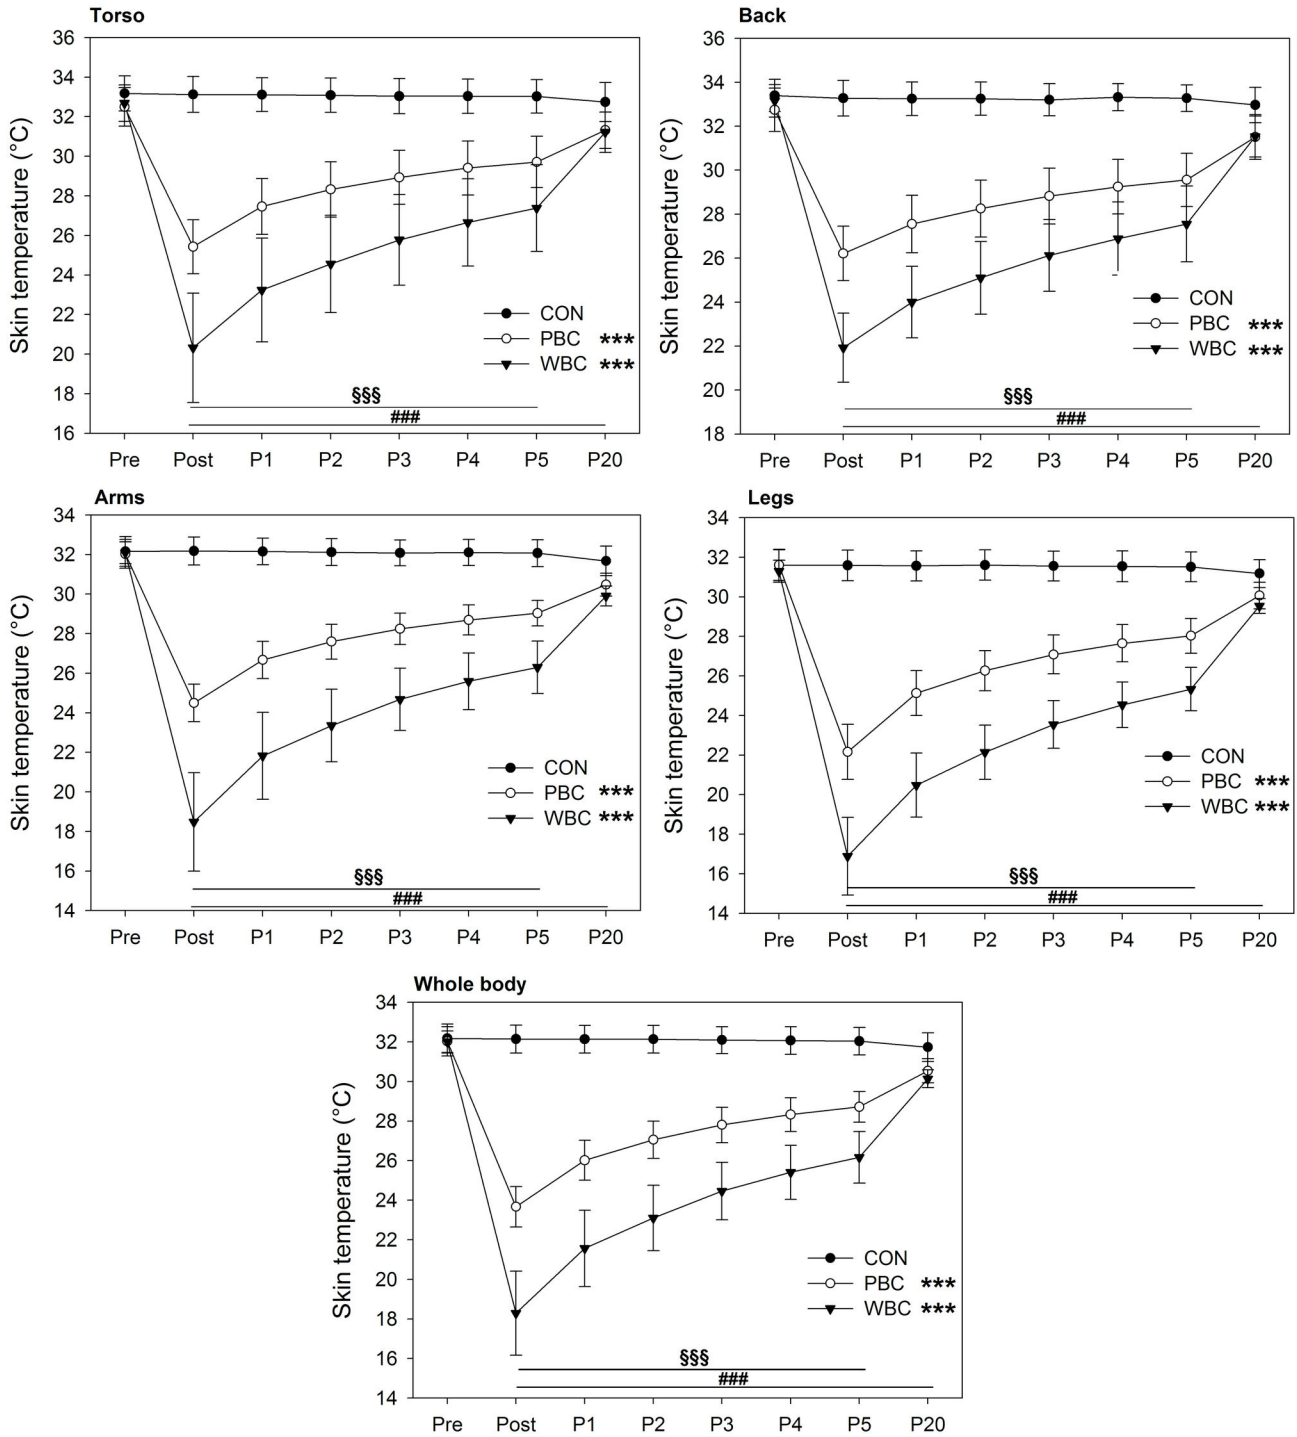 Torso
Skin temperature (°C)
36
34
32
30
28
26
24
22
20
18
16
CON
PBC ***
WBC ***
§§§
###
Pre Post P1 P2 P3 P4 P5 P20
Back
Skin temperature (°C)
36
34
32
30
28
26
24
22
20
18
CON
PBC ***
WBC ***
§§§
###
Pre Post P1 P2 P3 P4 P5 P20
Arms
Skin temperature (°C)
34
32
30
28
26
24
22
20
18
16
14
CON
PBC ***
WBC ***
§§§
###
Pre Post P1 P2 P3 P4 P5 P20
Legs
Skin temperature (°C)
34
32
30
28
26
24
22
20
18
16
14
CON
PBC ***
WBC ***
§§§
###
Pre Post P1 P2 P3 P4 P5 P20
Whole body
Skin temperature (°C)
34
32
30
28
26
24
22
20
18
16
14
CON
PBC ***
WBC ***
§§§
###
Pre Post P1 P2 P3 P4 P5 P20